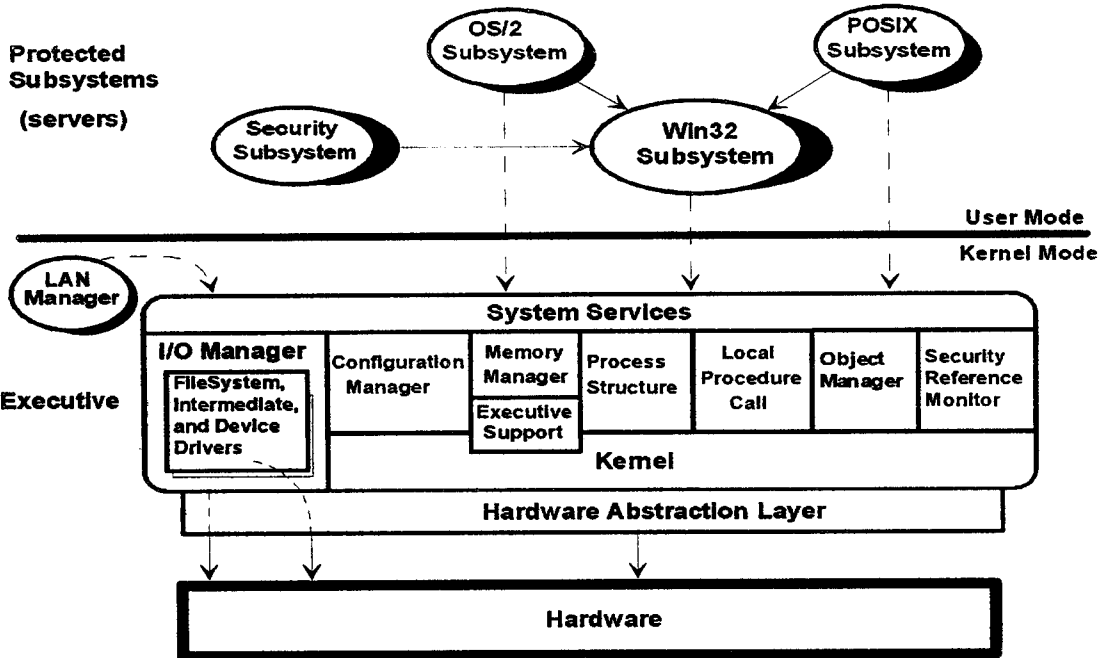 OS/2
Subsystem
POSIX
Subsystem
Protected
Subsystems
(servers)
Security
Subsystem
Win32
Subsystem
User Mode
Kernel Mode
LAN
Manager
System Services
I/O Manager
FileSystem,
Intermediate,
and Device
Drivers
Configuration
Manager
Memory
Manager
Executive
Support
Process
Structure
Local
Procedure
Call
Object
Manager
Security
Reference
Monitor
Executive
Kernel
Hardware Abstraction Layer
Hardware